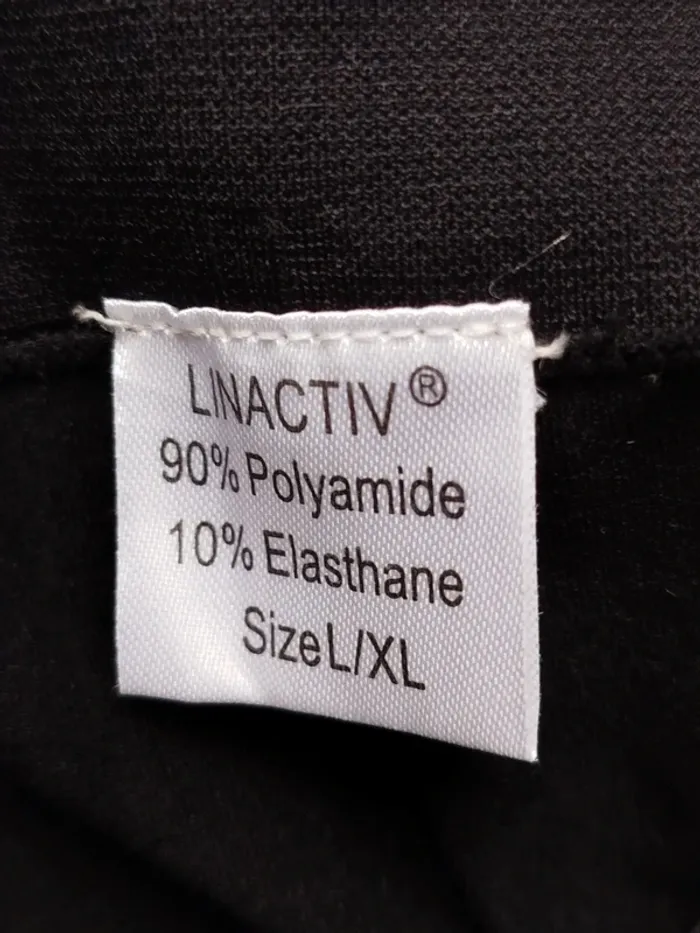 LINACTIV®
90% Polyamide
10% Elasthane
Size L/XL